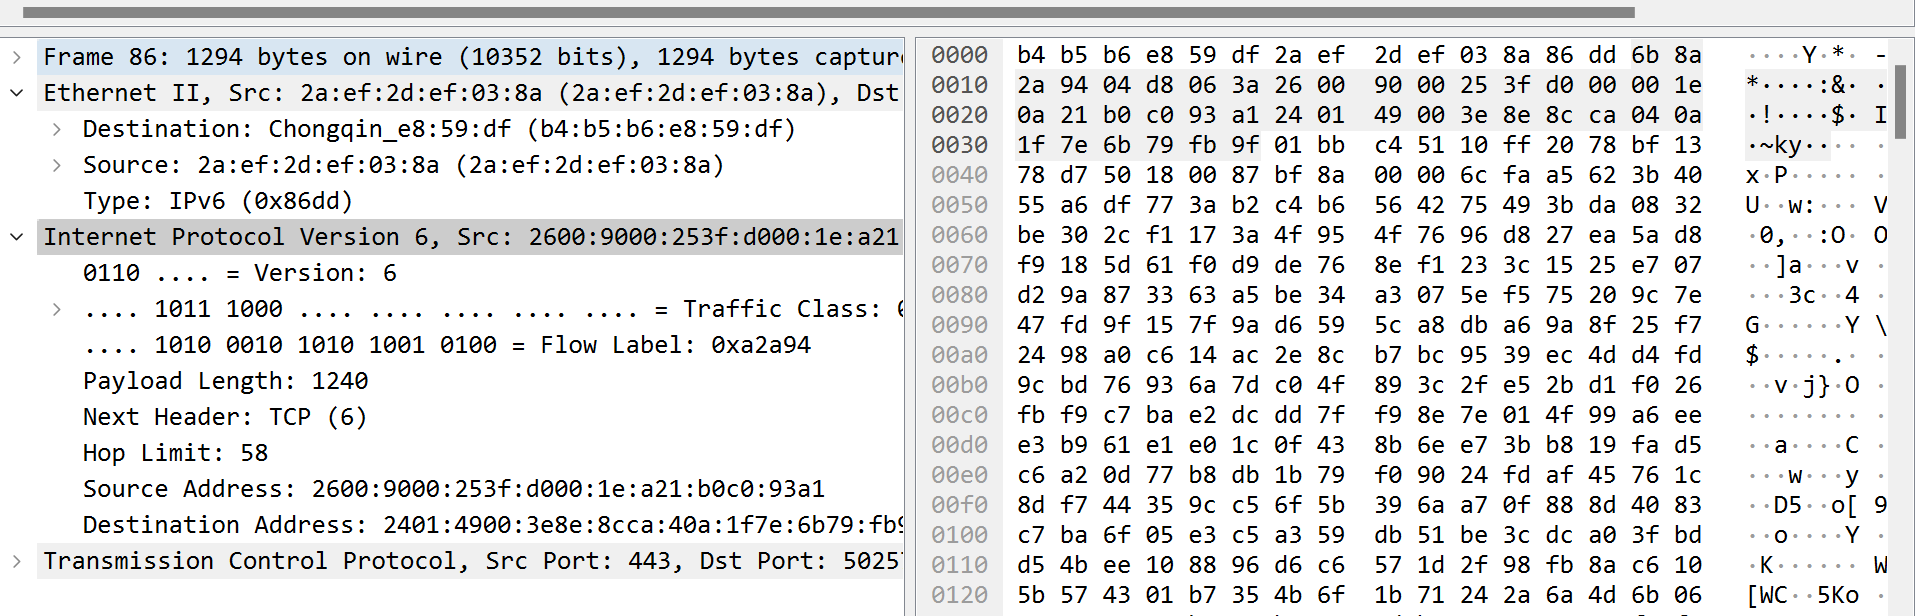 Frame 86: 1294 bytes on wire (10352 bits), 1294 bytes
Ethernet II, Src: 2a:ef:2d:ef:03:8a (2a:ef:2d:ef:03:8a), Dst
Destination: Chongqin_e8:59:df (b4:b5:b6:e8:59:df)
Source: 2a:ef:2d:ef:03:8a (2a:ef:2d:ef:03:8a)
Type: IPv6 (0x86dd)
Internet Protocol Version 6, Src: 2600:9000:253f:d000:1e:a21
0110 .... = Version: 6
.... 1011 1000 .... .... .... .... .... = Traffic Class:
.... 1010 0010 1010 1001 0100 = Flow Label: 0xa2a94
Payload Length: 1240
Next Header: TCP (6)
Hop Limit: 58
Source Address: 2600:9000:253f:d000:1e:a21:b0c0:93a1
Destination Address: 2401:4900:3e8e:8cca:40a:1f7e:6b79:fb9
Transmission Control Protocol, Src Port: 443, Dst Port: 5025
0000 b4 b5 b6 e8 59 df 2a ef 2d ef 03 8a 86 dd 6b 8a ····Y* · -
0010 2a 94 04 d8 06 3a 26 00 90 00 25 3f d0 00 00 1e *····:&· ·
0020 0a 21 b0 c0 93 a1 24 01 49 00 3e 8e 8c ca 04 0a ·!····$· I
0030 1f 7e 6b 79 fb 9f 01 bb c4 51 10 ff 20 78 bf 13 ·~ky···· ·
0040 78 d7 50 18 00 87 bf 8a 00 00 6c fa a5 62 3b 40 x·P····· ·
0050 55 a6 df 77 3a b2 c4 b6 56 42 75 49 3b da 08 32 U··w:··· V
0060 be 30 2c f1 17 3a 4f 95 4f 76 96 d8 27 ea 5a d8 ·0,··:O· O
0070 f9 18 5d 61 f0 d9 de 76 8e f1 23 3c 15 25 e7 07 ··]a···v ·
0080 d2 9a 87 33 63 a5 be 34 a3 07 5e f5 75 20 9c 7e ···3c··4 ·
0090 47 fd 9f 15 7f 9a d6 59 5c a8 db a6 9a 8f 25 f7 G······Y \
00a0 24 98 a0 c6 14 ac 2e 8c b7 bc 95 39 ec 4d d4 fd $·····.· ·
00b0 9c bd 76 93 6a 7d c0 4f 89 3c 2f e5 2b d1 f0 26 ··v·j}·O ·
00c0 fb f9 c7 ba e2 dc dd 7f f9 8e 7e 01 4f 99 a6 ee ········ ·
00d0 e3 b9 61 e1 e0 1c 0f 43 8b 6e e7 3b b8 19 fa d5 ··a····C ·
00e0 c6 a2 0d 77 b8 db 1b 79 f0 90 24 fd af 45 76 1c ···w···y ·
00f0 8d f7 44 35 9c c5 6f 5b 39 6a a7 0f 88 8d 40 83 ··D5··o[ 9
0100 c7 ba 6f 05 e3 c5 a3 59 db 51 be 3c dc a0 3f bd ··o····Y ·
0110 d5 4b ee 10 88 96 d6 c6 57 1d 2f 98 fb 8a c6 10 ·K······ W
0120 5b 57 43 01 b7 35 4b 6f 1b 71 24 2a 6a 4d 6b 06 [WC··5Ko ·